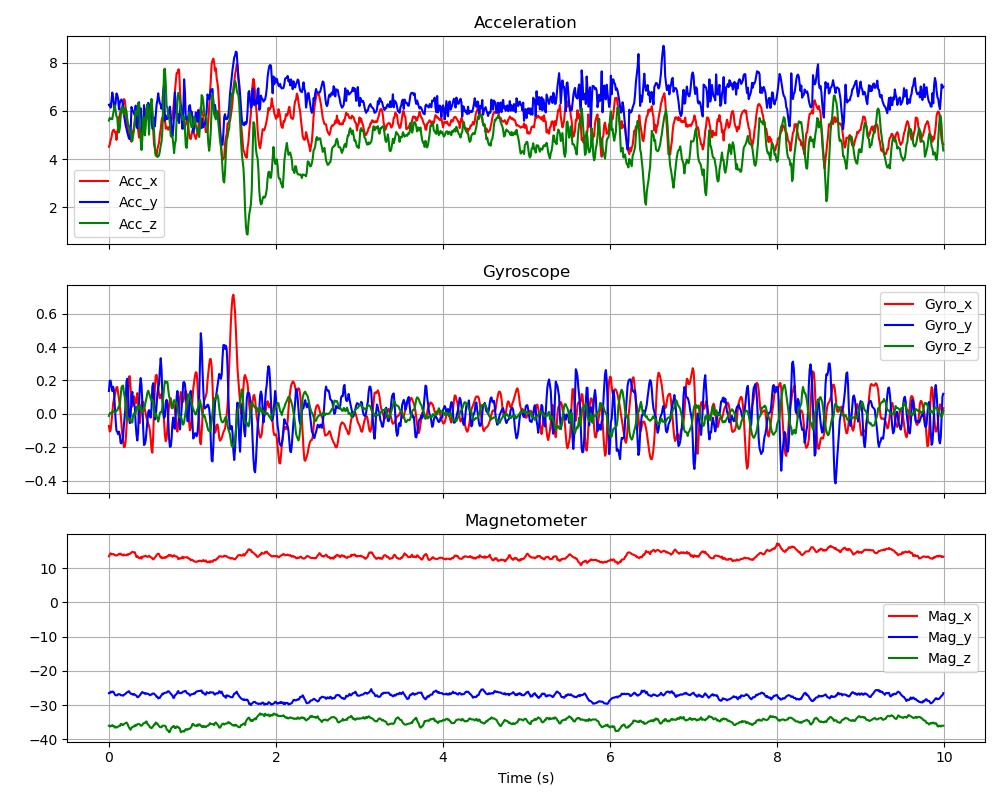 Acceleration
8
6
4
2
Acc_x
Acc_y
Acc_z
Gyroscope
0.6
0.4
0.2
0.0
−0.2
−0.4
Gyro_x
Gyro_y
Gyro_z
Magnetometer
10
0
−10
−20
−30
−40
Mag_x
Mag_y
Mag_z
0 2 4 6 8 10
Time (s)